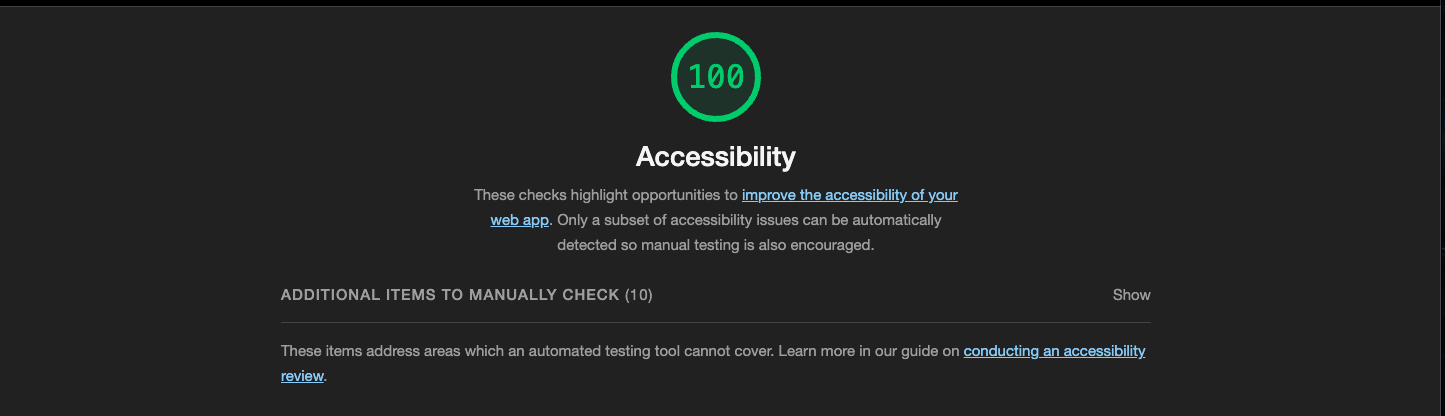 100
Accessibility
These checks highlight opportunities to improve the accessibility of your
web app. Only a subset of accessibility issues can be automatically
detected so manual testing is also encouraged.
ADDITIONAL ITEMS TO MANUALLY CHECK (10) Show
These items address areas which an automated testing tool cannot cover. Learn more in our guide on conducting an accessibility
review.